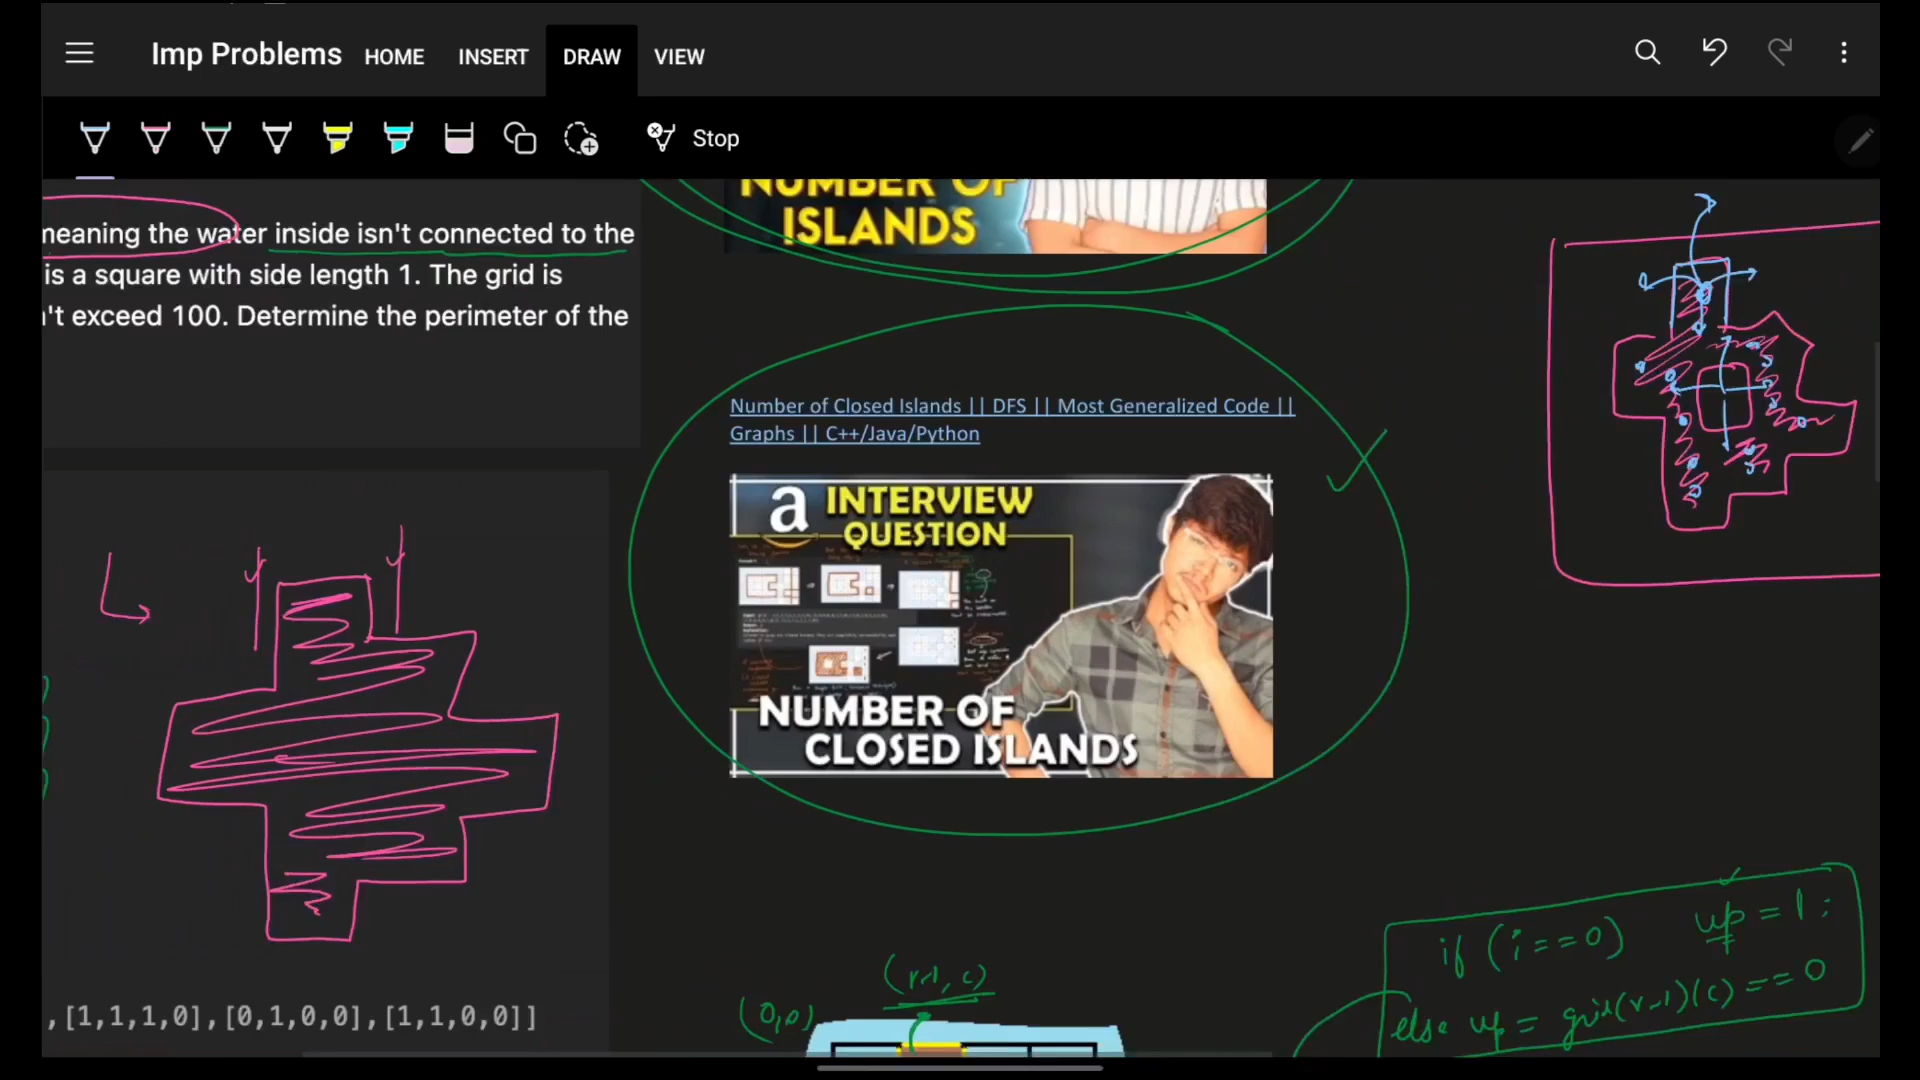 Imp Problems HOME INSERT DRAW VIEW
Stop
meaning the water inside isn't connected to the
is a square with side length 1. The grid is
't exceed 100. Determine the perimeter of the
NUMBER OF
ISLANDS
Number of Closed Islands || DFS || Most Generalized Code ||
Graphs || C++/Java/Python
a INTERVIEW
QUESTION
NUMBER OF
CLOSED ISLANDS
,[1,1,1,0],[0,1,0,0],[1,1,0,0]]
(r-1, c)
(0,0)
if (i==0) up = 1;
else up = grid(r-1)(c) == 0